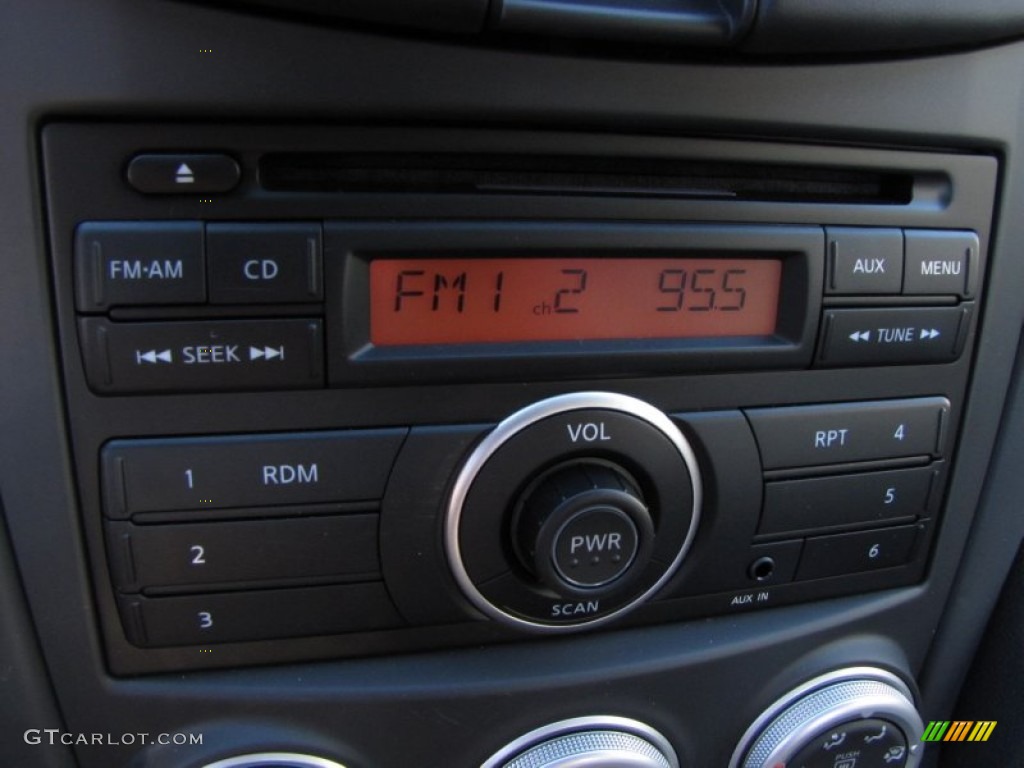 FM·AM CD
FM1 ch2 95.5
AUX MENU
SEEK
TUNE
VOL
1 RDM
RPT 4
5
2
PWR
6
3
SCAN
AUX IN
PUSH
GTCARLOT.COM